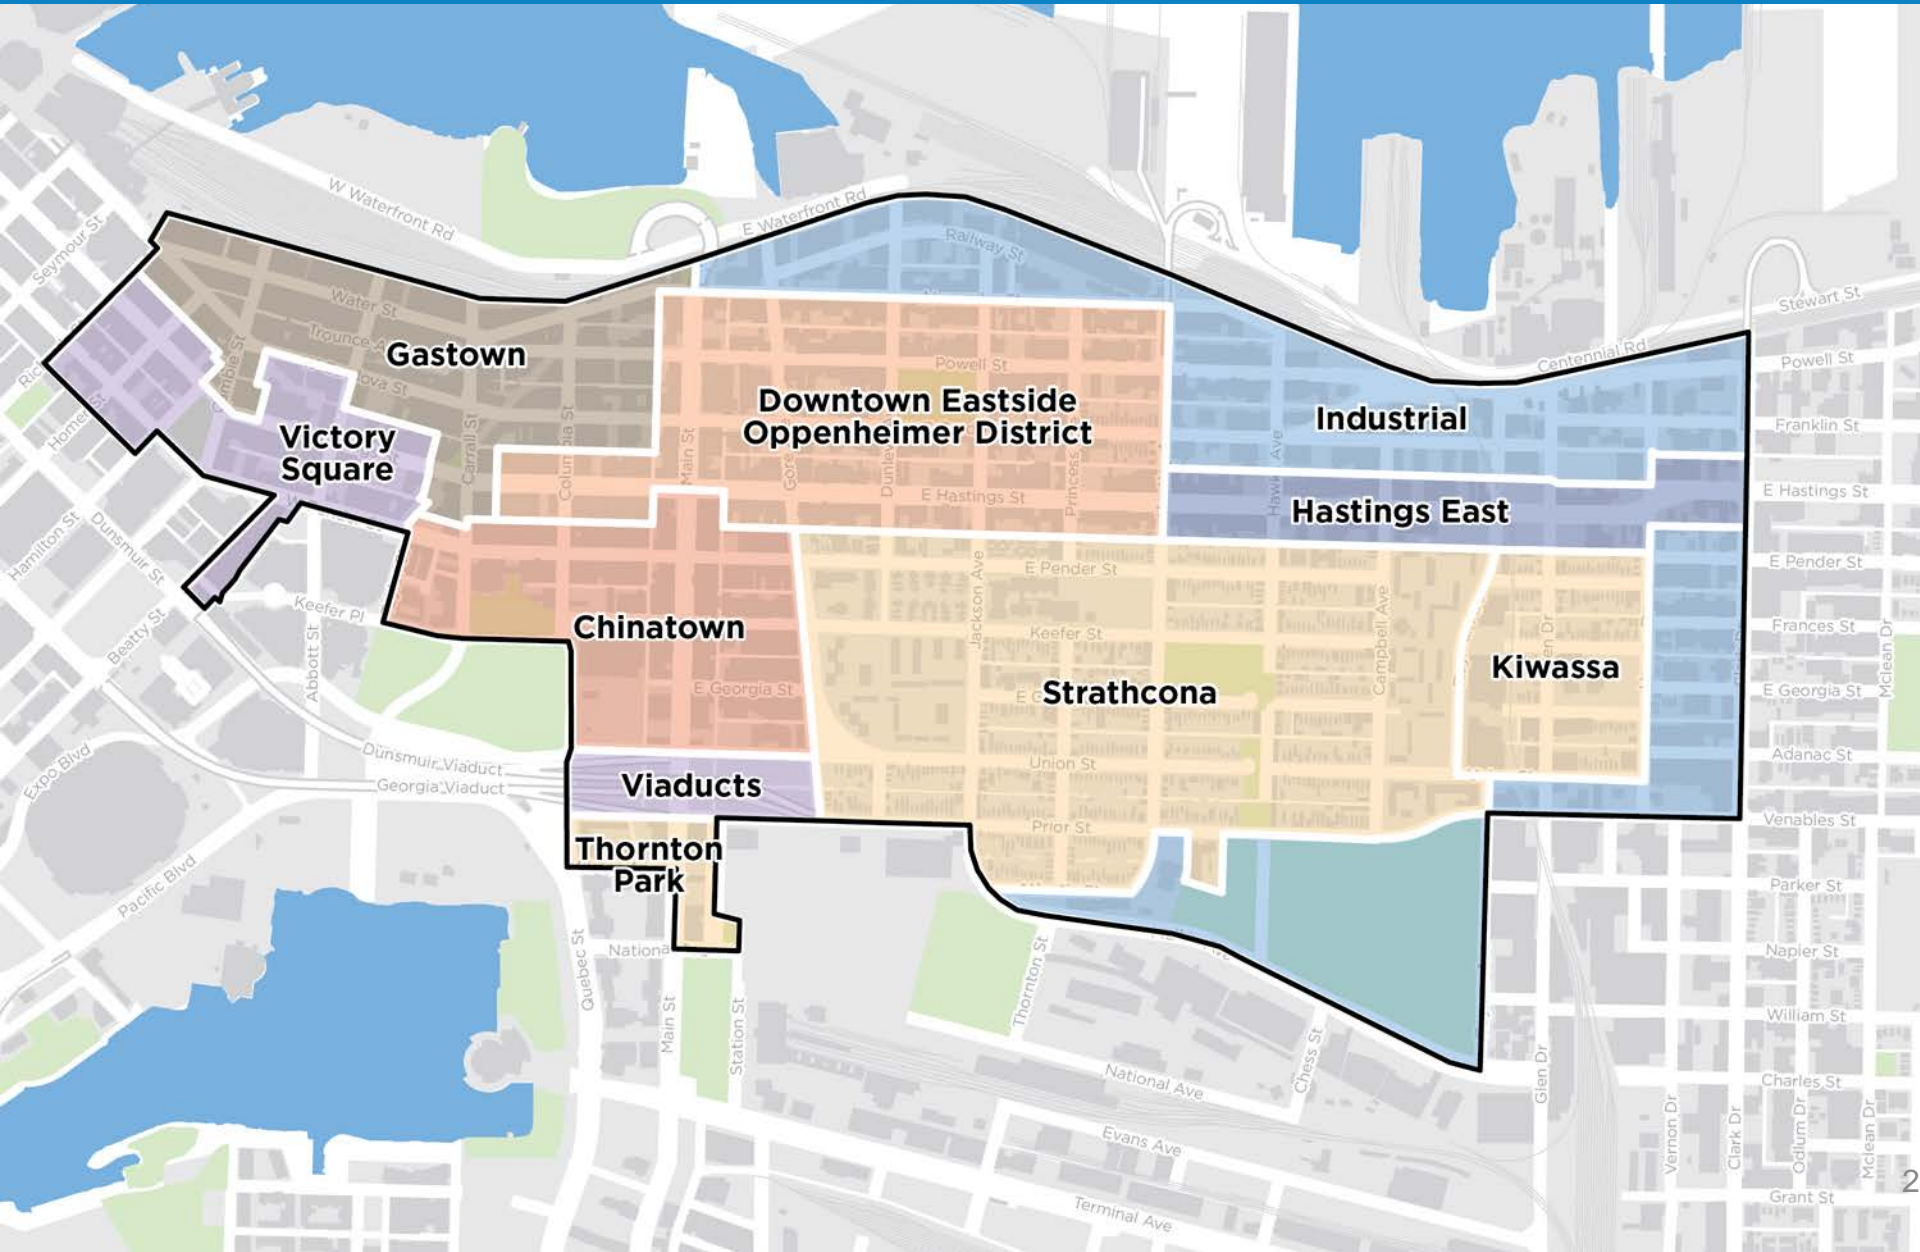 W Waterfront Rd
E Waterfront Rd
Seymour St
Railway St
Water St
Stewart St
Centennial Rd
Gastown
Powell St
Powell St
Downtown Eastside
Oppenheimer District
Industrial
Franklin St
Victory
Square
Carrall St
Main St
E Hastings St
E Hastings St
Hastings East
Hamilton St
Dunsmuir St
E Pender St
E Pender St
Jackson Ave
Campbell Ave
Keefer Pl
Beatty St
Abbott St
Chinatown
Keefer St
Frances St
Mclean Dr
Kiwassa
Strathcona
E Georgia St
E Georgia St
Expo Blvd
Dunsmuir Viaduct
Georgia Viaduct
Viaducts
Union St
Adanac St
Prior St
Venables St
Thornton
Park
Pacific Blvd
Parker St
Quebec St
Main St
Station St
Thornton St
Napier St
William St
Chess St
National Ave
Glen Dr
Charles St
Evans Ave
Vernon Dr
Clark Dr
Odlum Dr
Mclean Dr
Terminal Ave
Grant St
2